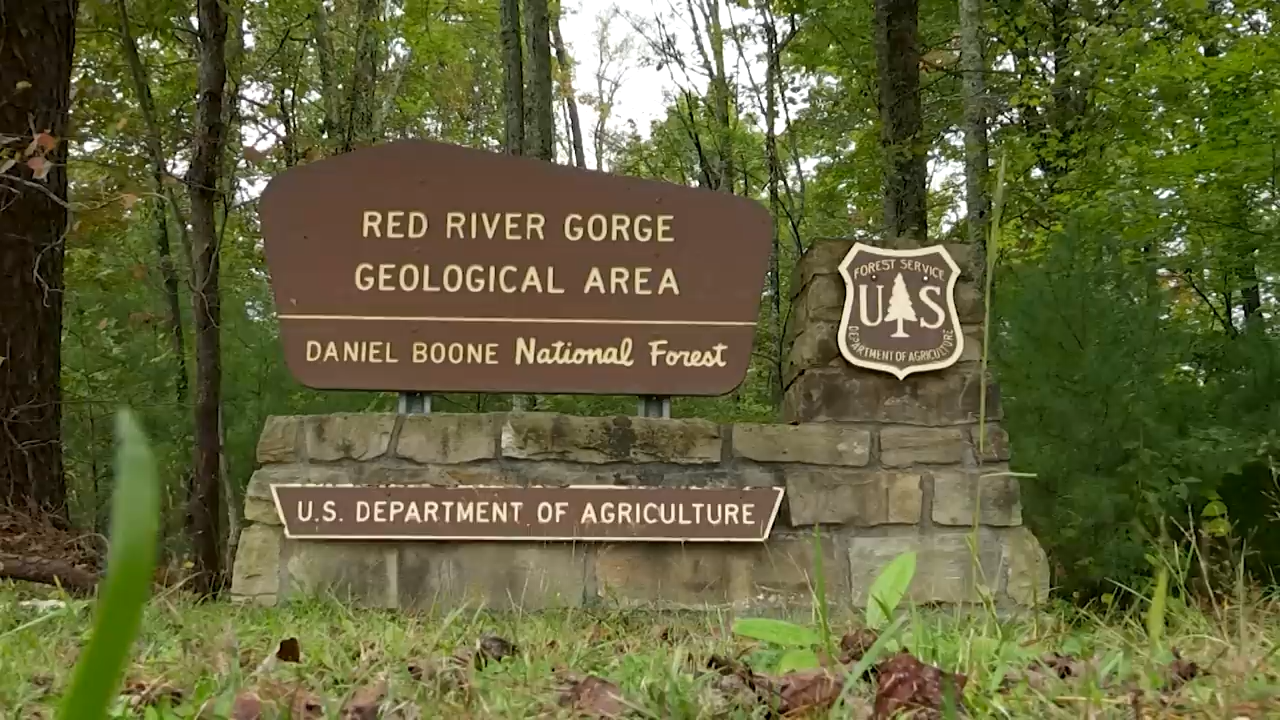 RED RIVER GORGE
GEOLOGICAL AREA
DANIEL BOONE National Forest
FOREST SERVICE
U S
DEPARTMENT OF AGRICULTURE
U.S. DEPARTMENT OF AGRICULTURE